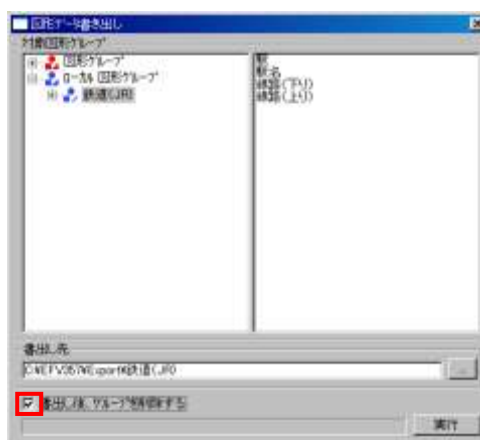 図形データ書き出し
対象図形グループ
図形グループ
ローカル 図形グループ
鉄道(JR)
駅
駅名
線路(下り)
線路(上り)
書出し先
書出し後、グループを削除する
実行